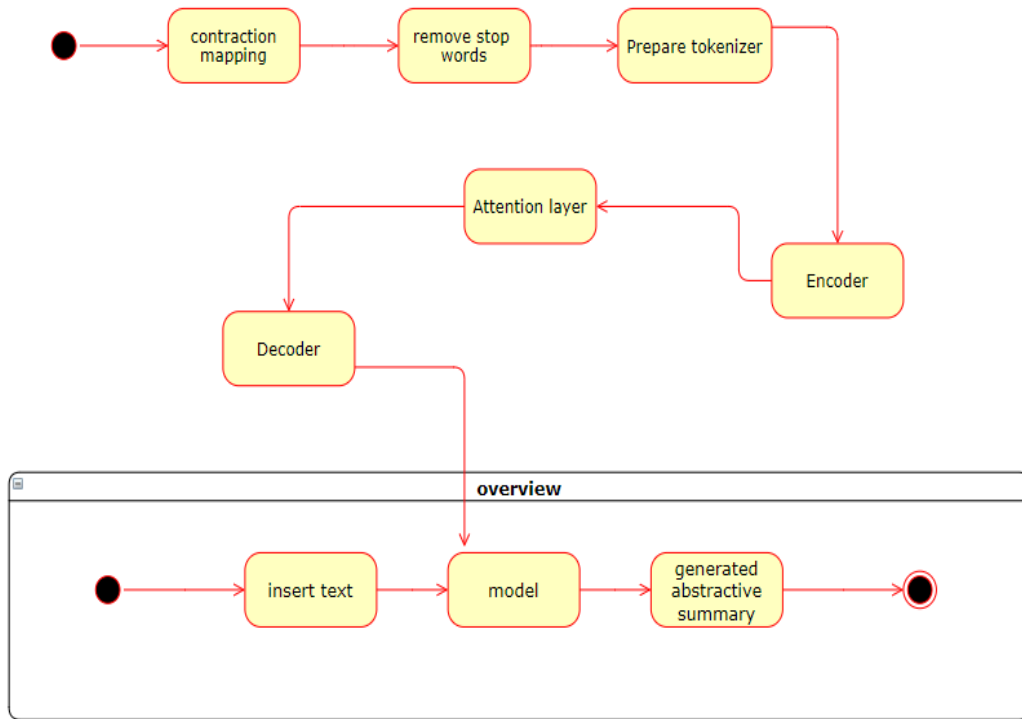 contraction
mapping
remove stop
words
Prepare tokenizer
Attention layer
Encoder
Decoder
overview
insert text
model
generated
abstractive
summary